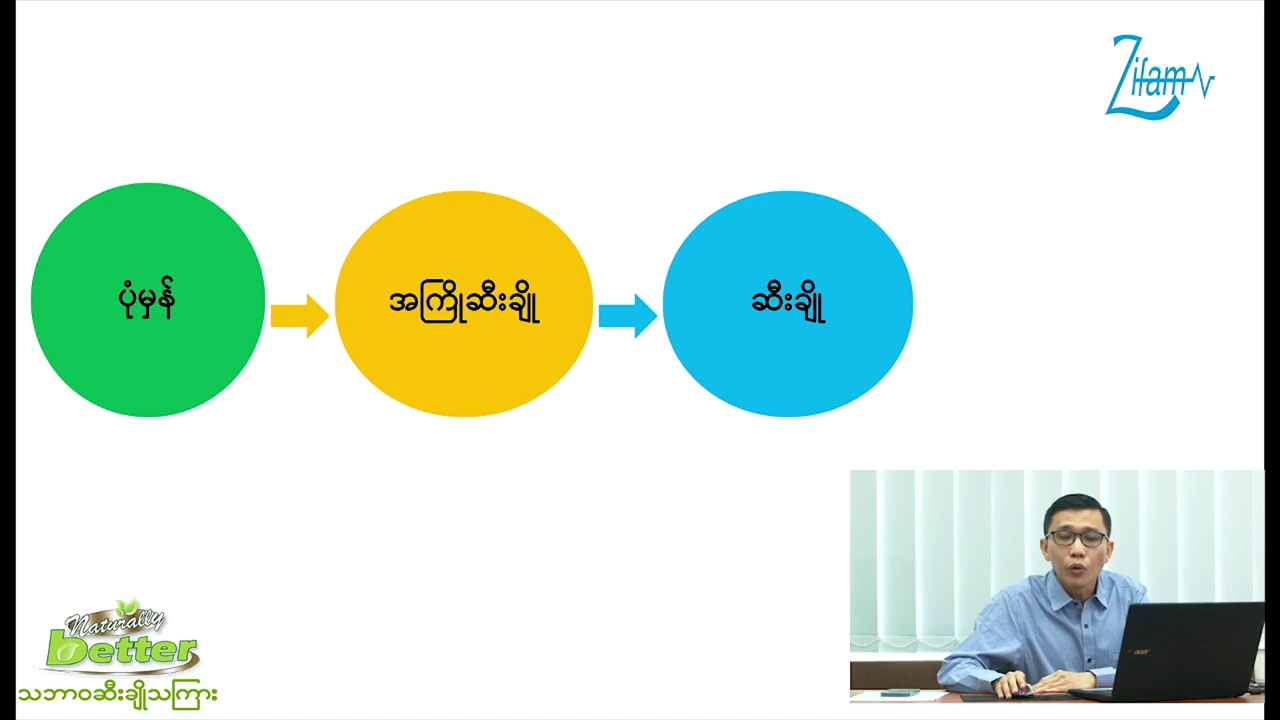 Zifam
ပုံမှန်
အကြိုဆီးချို
ဆီးချို
Naturally
better
သဘာဝဆီးချိုသကြား
acer